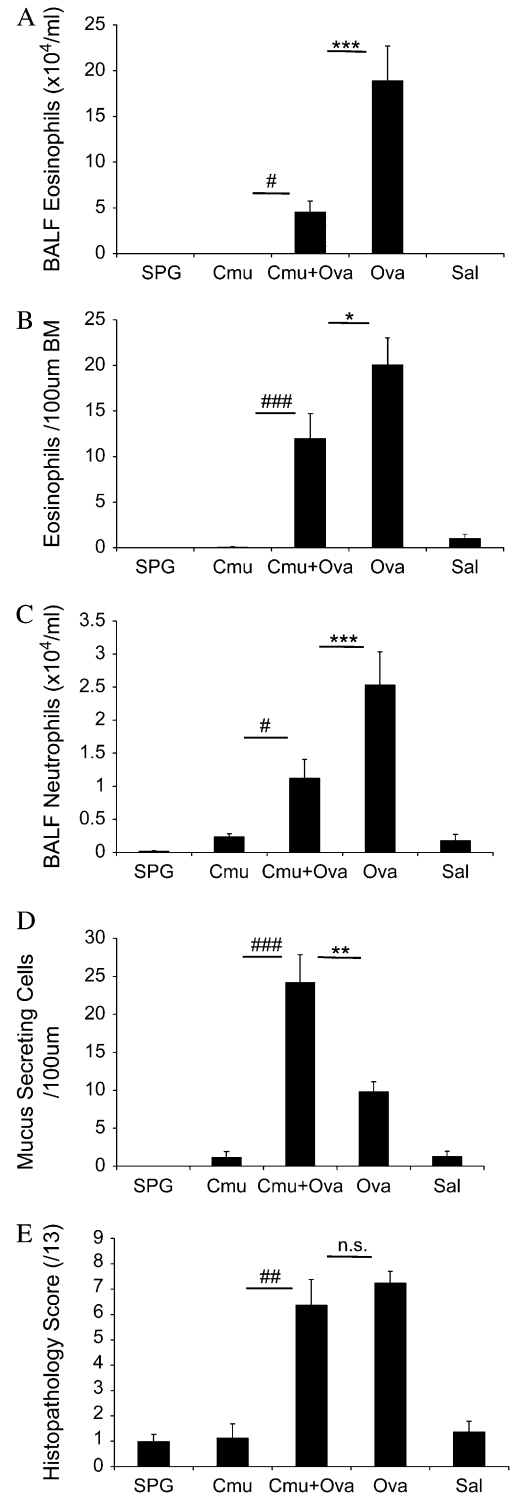 A
BALF Eosinophils (x10⁴/ml)
25
20
15
10
5
0
***
#
SPG Cmu Cmu+Ova Ova Sal
B
Eosinophils /100um BM
25
20
15
10
5
0
*
###
SPG Cmu Cmu+Ova Ova Sal
C
BALF Neutrophils (x10⁴/ml)
3.5
3
2.5
2
1.5
1
0.5
0
***
#
SPG Cmu Cmu+Ova Ova Sal
D
Mucus Secreting Cells
/100um
30
25
20
15
10
5
0
### **
SPG Cmu Cmu+Ova Ova Sal
E
Histopathology Score (/13)
9
8
7
6
5
4
3
2
1
0
n.s.
##
SPG Cmu Cmu+Ova Ova Sal